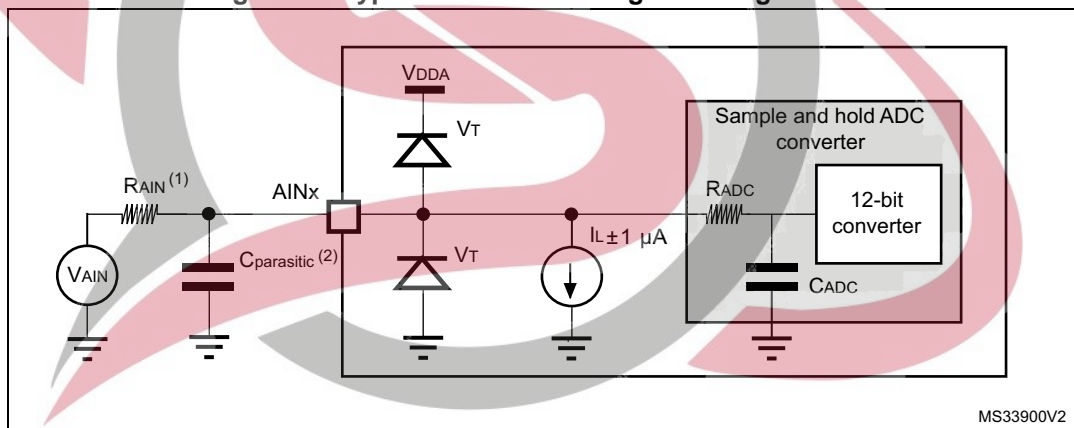 VDDA
VT
Sample and hold ADC
converter
RAIN (1)
AINx
RADC
12-bit
converter
IL±1 µA
VAIN
Cparasitic (2)
VT
CADC
MS33900V2